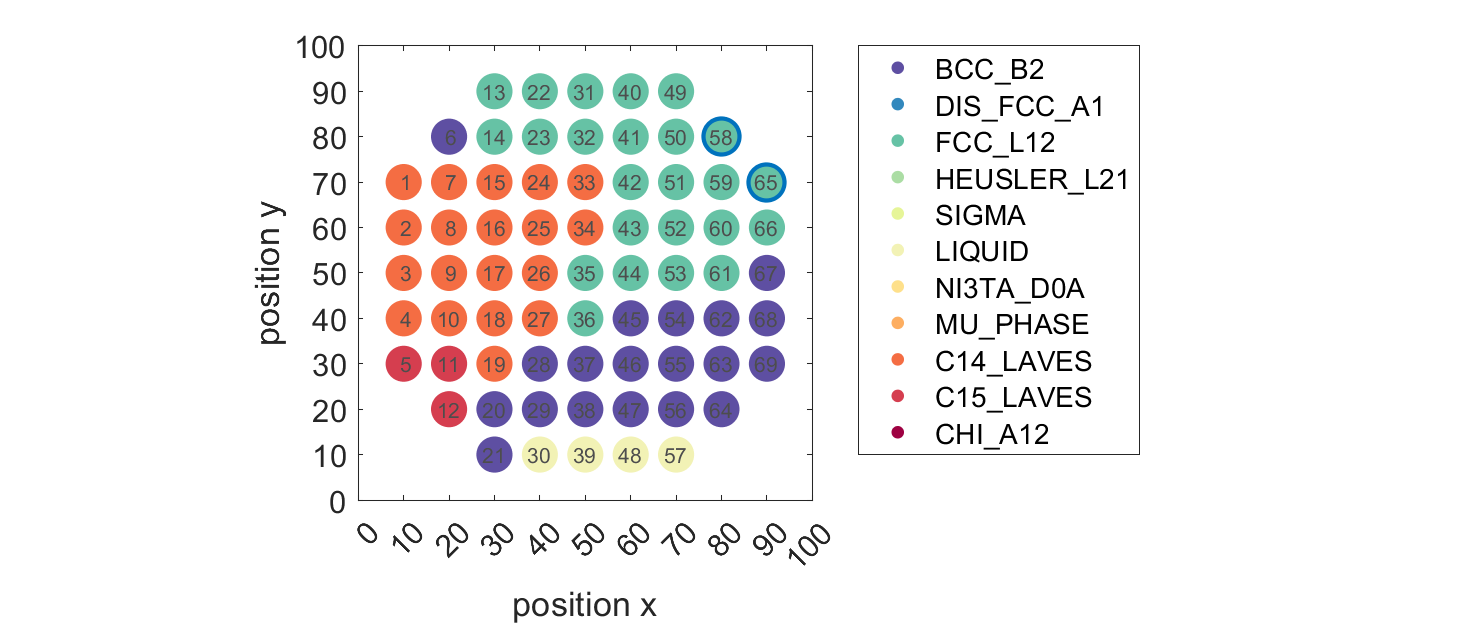 100
90
80
70
60
50
40
30
20
10
0
position y
13 22 31 40 49
6 14 23 32 41 50 58
1 7 15 24 33 42 51 59 65
2 8 16 25 34 43 52 60 66
3 9 17 26 35 44 53 61 67
4 10 18 27 36 45 54 62 68
5 11 19 28 37 46 55 63 69
12 20 29 38 47 56 64
21 30 39 48 57
0 10 20 30 40 50 60 70 80 90 100
position x
BCC_B2
DIS_FCC_A1
FCC_L12
HEUSLER_L21
SIGMA
LIQUID
NI3TA_D0A
MU_PHASE
C14_LAVES
C15_LAVES
CHI_A12